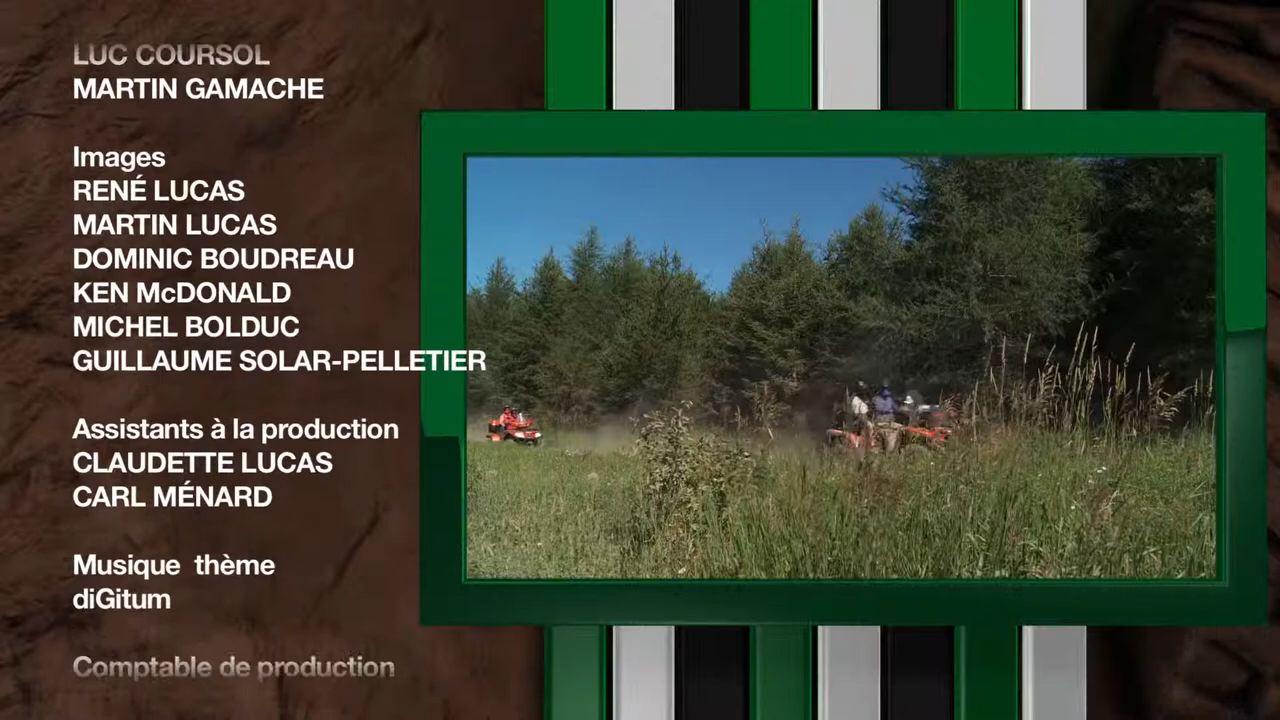 LUC COURSOL
MARTIN GAMACHE
Images
RENÉ LUCAS
MARTIN LUCAS
DOMINIC BOUDREAU
KEN McDONALD
MICHEL BOLDUC
GUILLAUME SOLAR-PELLETIER
Assistants à la production
CLAUDETTE LUCAS
CARL MÉNARD
Musique thème
diGitum
Comptable de production